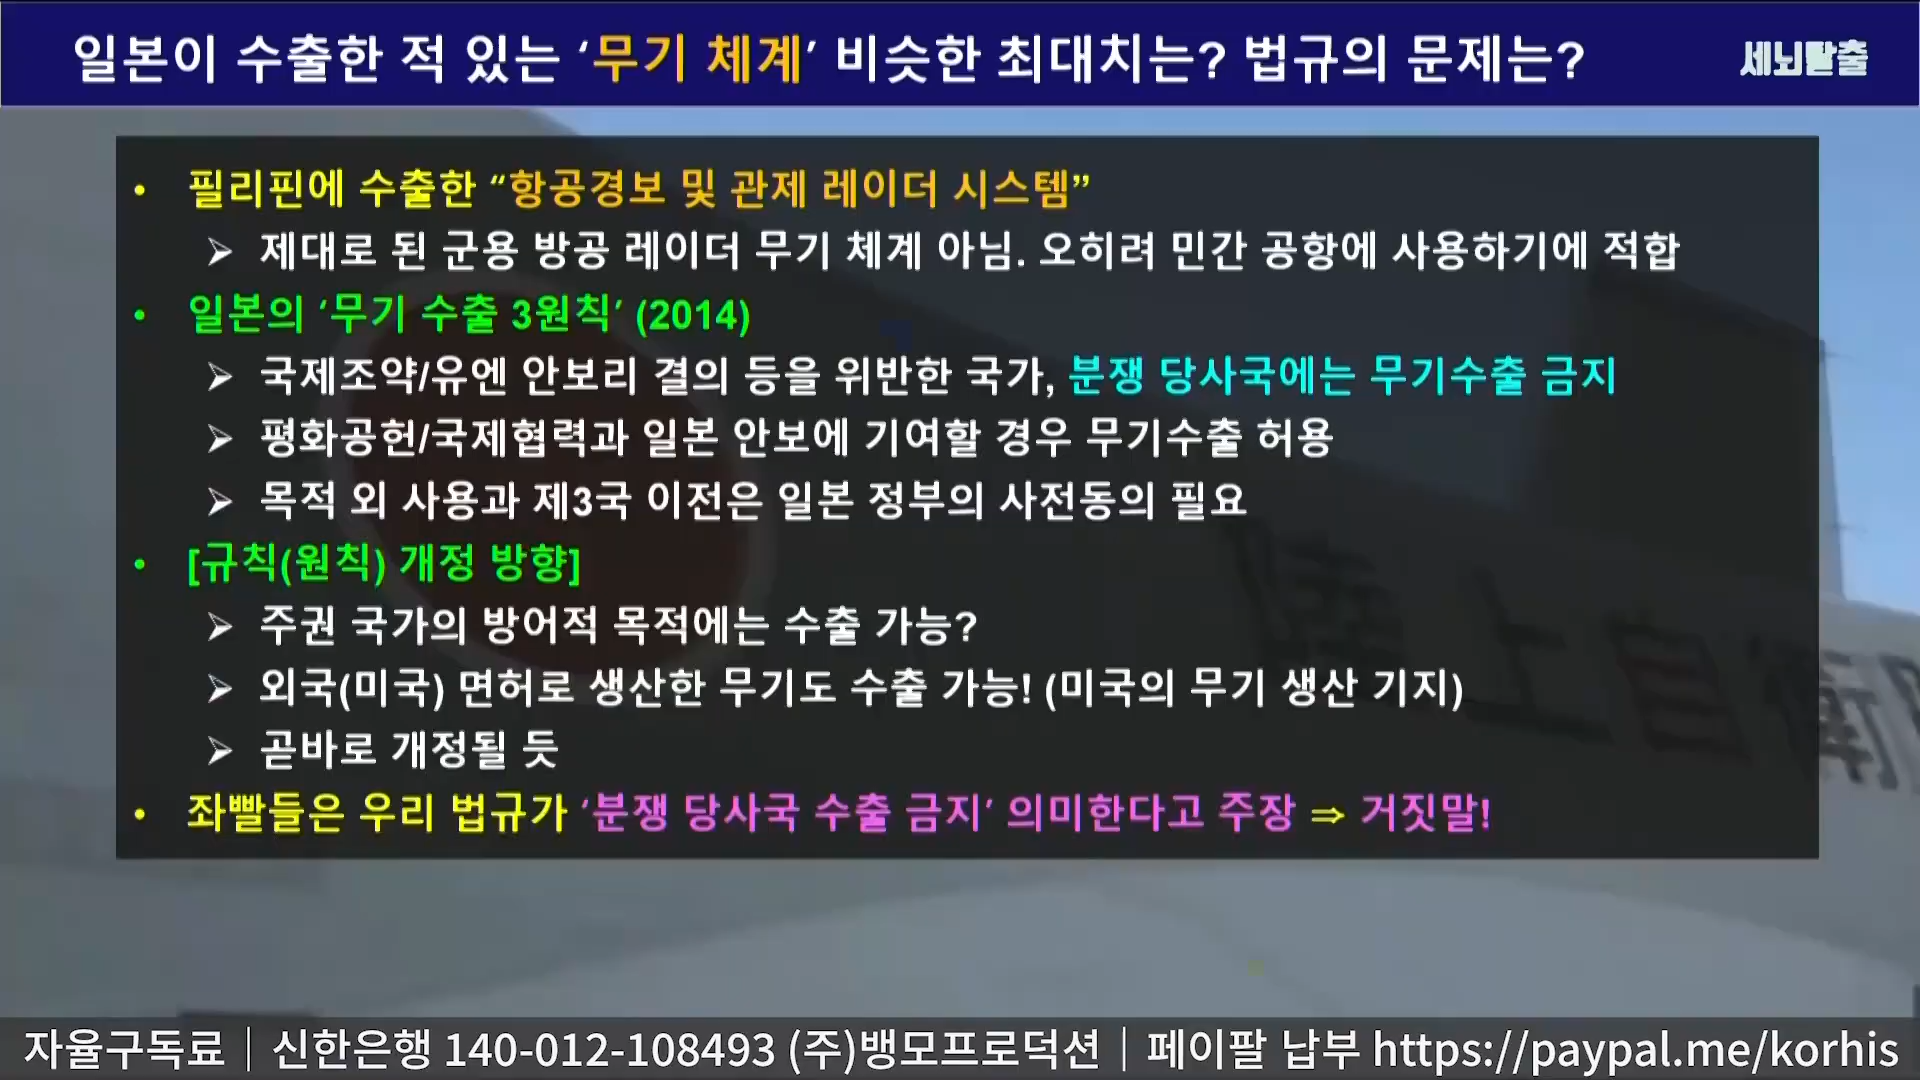 일본이 수출한 적 있는 ‘무기 체계’ 비슷한 최대치는? 법규의 문제는?
세뇌탈출
• 필리핀에 수출한 “항공경보 및 관제 레이더 시스템”
➢ 제대로 된 군용 방공 레이더 무기 체계 아님. 오히려 민간 공항에 사용하기에 적합
• 일본의 ‘무기 수출 3원칙’ (2014)
➢ 국제조약/유엔 안보리 결의 등을 위반한 국가, 분쟁 당사국에는 무기수출 금지
➢ 평화공헌/국제협력과 일본 안보에 기여할 경우 무기수출 허용
➢ 목적 외 사용과 제3국 이전은 일본 정부의 사전동의 필요
• [규칙(원칙) 개정 방향]
➢ 주권 국가의 방어적 목적에는 수출 가능?
➢ 외국(미국) 면허로 생산한 무기도 수출 가능! (미국의 무기 생산 기지)
➢ 곧바로 개정될 듯
• 좌빨들은 우리 법규가 ‘분쟁 당사국 수출 금지’ 의미한다고 주장 ⇒ 거짓말!
陸上自衛隊
자율구독료｜신한은행 140-012-108493 (주)뱅모프로덕션｜페이팔 납부 https://paypal.me/korhis